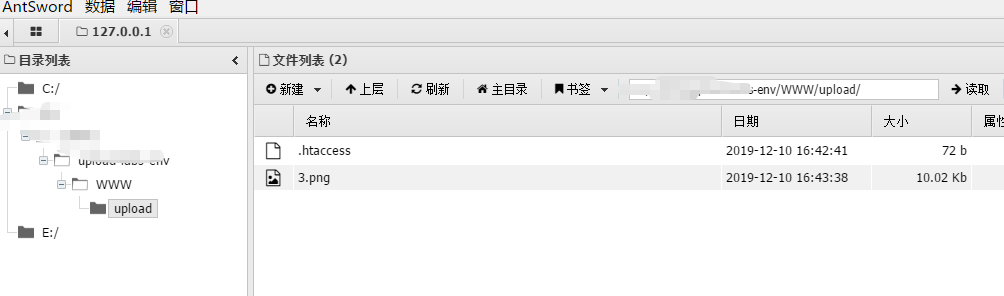 AntSword 数据 编辑 窗口
127.0.0.1
目录列表
文件列表 (2)
新建 上层 刷新 主目录 书签 -env/WWW/upload/ 读取
名称 日期 大小 属性
.htaccess 2019-12-10 16:42:41 72 b
3.png 2019-12-10 16:43:38 10.02 Kb
C:/
upload-labs-env
WWW
upload
E:/